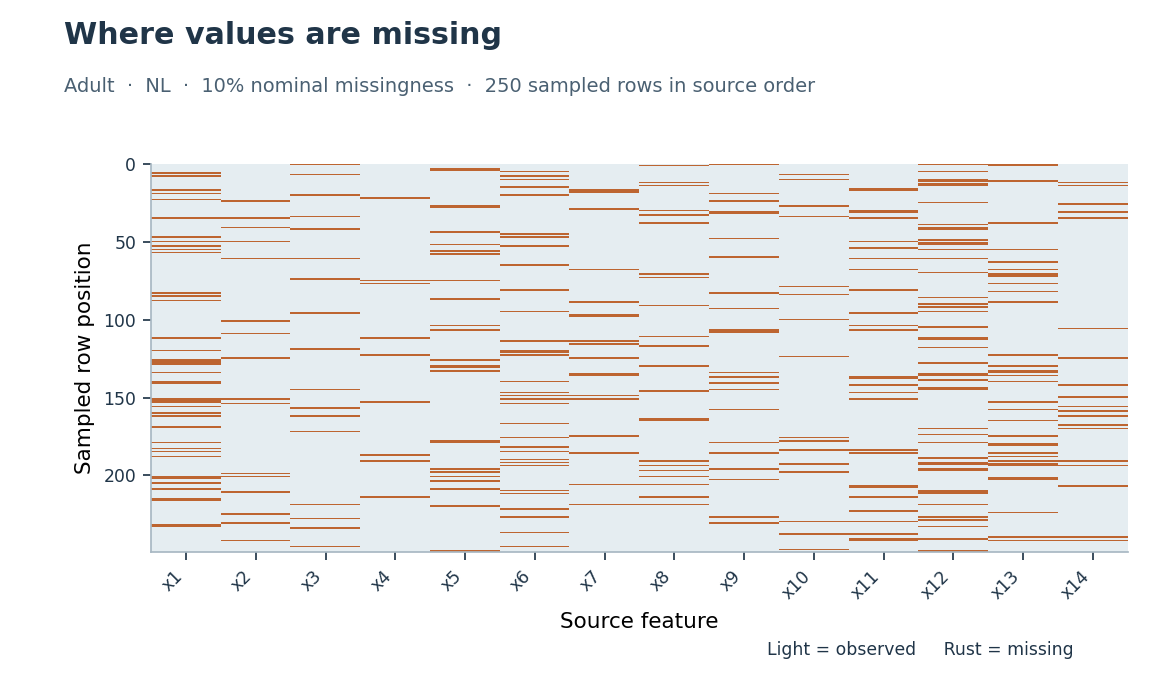 Where values are missing
Adult · NL · 10% nominal missingness · 250 sampled rows in source order
0
50
100
150
200
Sampled row position
x1 x2 x3 x4 x5 x6 x7 x8 x9 x10 x11 x12 x13 x14
Source feature
Light = observed Rust = missing